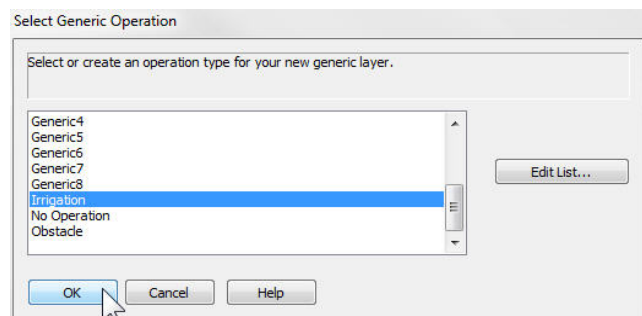 Select Generic Operation
Select or create an operation type for your new generic layer.
Generic4
Generic5
Generic6
Generic7
Generic8
Irrigation
No Operation
Obstacle
Edit List...
OK Cancel Help